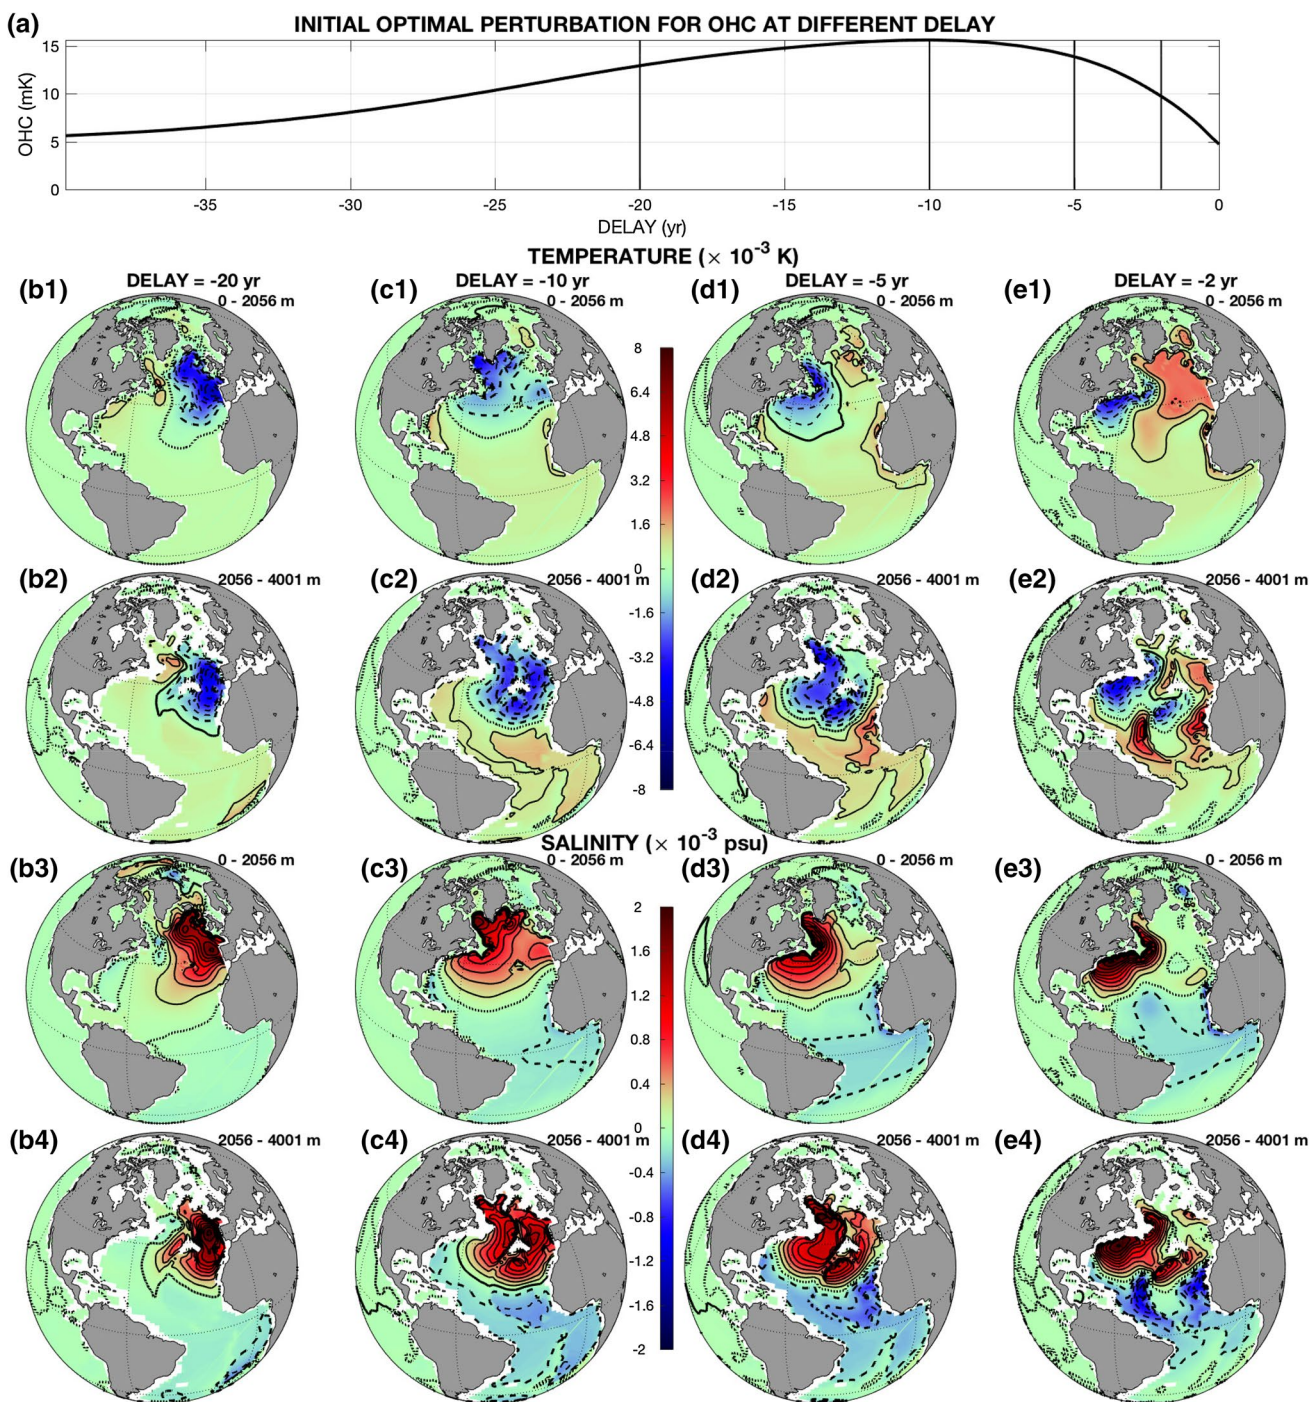 (a) INITIAL OPTIMAL PERTURBATION FOR OHC AT DIFFERENT DELAY
15
10
5
0
OHC (mK)
-35 -30 -25 -20 -15 -10 -5 0
DELAY (yr)
TEMPERATURE (× 10-3 K)
DELAY = -20 yr DELAY = -10 yr DELAY = -5 yr DELAY = -2 yr
(b1) 0 - 2056 m (c1) 0 - 2056 m (d1) 0 - 2056 m (e1) 0 - 2056 m
8
6.4
4.8
3.2
1.6
0
-1.6
-3.2
-4.8
-6.4
-8
(b2) 2056 - 4001 m (c2) 2056 - 4001 m (d2) 2056 - 4001 m (e2) 2056 - 4001 m
SALINITY (× 10-3 psu)
(b3) 0 - 2056 m (c3) 0 - 2056 m (d3) 0 - 2056 m (e3) 0 - 2056 m
2
1.6
1.2
0.8
0.4
0
-0.4
-0.8
-1.2
-1.6
-2
(b4) 2056 - 4001 m (c4) 2056 - 4001 m (d4) 2056 - 4001 m (e4) 2056 - 4001 m